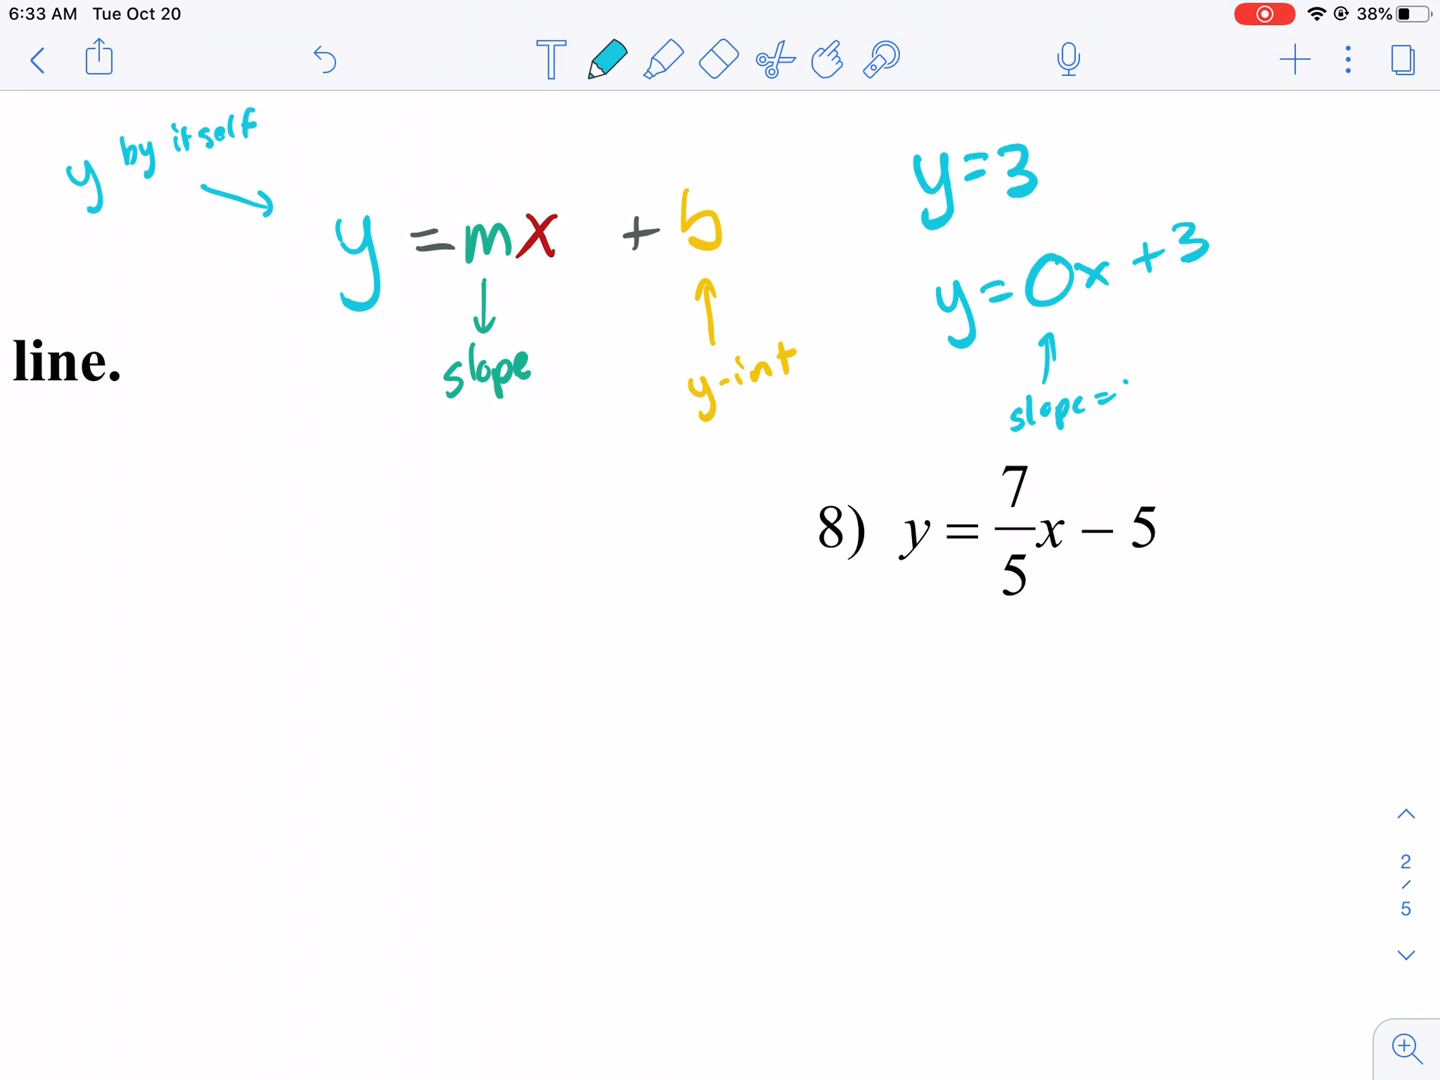 6:33 AM Tue Oct 20
38%
y by itself
y = mx + b
slope
y-int
y=3
y=0x+3
slope=
line.
8) y = 7/5 x − 5
2
/
5